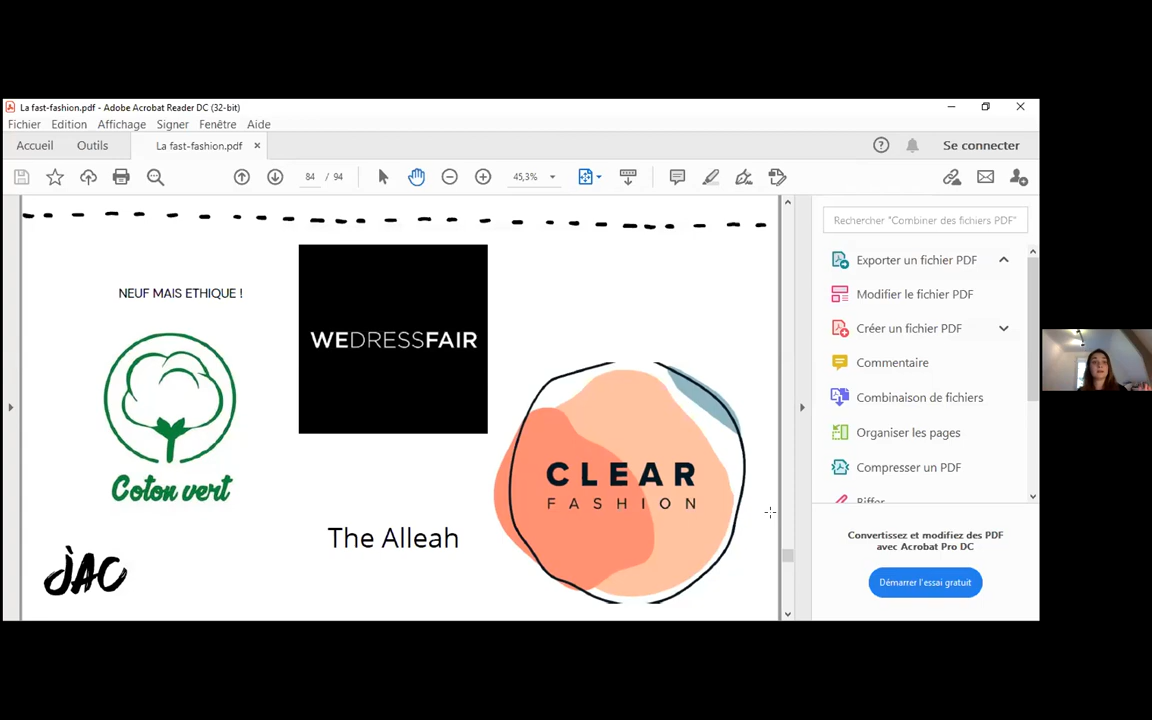 La fast-fashion.pdf - Adobe Acrobat Reader DC (32-bit)
Fichier Edition Affichage Signer Fenêtre Aide
Accueil Outils La fast-fashion.pdf Se connecter
84 / 94 45,3%
NEUF MAIS ETHIQUE !
WEDRESSFAIR
Coton vert
CLEAR
FASHION
The Alleah
JAC
Rechercher "Combiner des fichiers PDF"
Exporter un fichier PDF
Modifier le fichier PDF
Créer un fichier PDF
Commentaire
Combinaison de fichiers
Organiser les pages
Compresser un PDF
Biffer
Convertissez et modifiez des PDF
avec Acrobat Pro DC
Démarrer l'essai gratuit